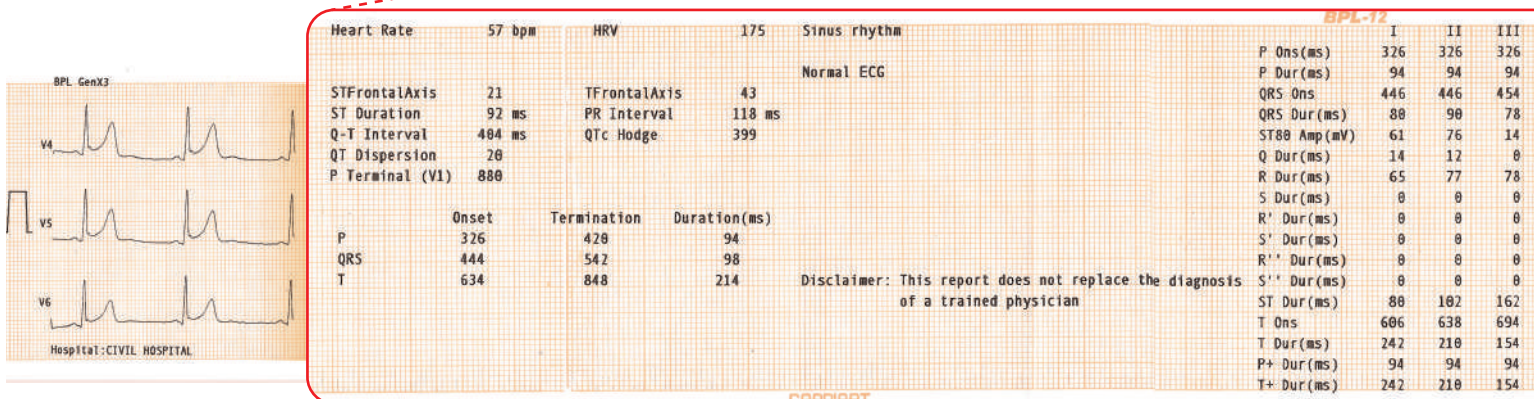 BPL GenX3
V4
V5
V6
Hospital:CIVIL HOSPITAL
BPL-12
Heart Rate 57 bpm HRV 175 Sinus rhythm
Normal ECG
STFrontalAxis 21 TFrontalAxis 43
ST Duration 92 ms PR Interval 118 ms
Q-T Interval 404 ms QTc Hodge 399
QT Dispersion 20
P Terminal (V1) 880
Onset Termination Duration(ms)
P 326 420 94
QRS 444 542 98
T 634 848 214
Disclaimer: This report does not replace the diagnosis
of a trained physician
I II III
P Ons(ms) 326 326 326
P Dur(ms) 94 94 94
QRS Ons 446 446 454
QRS Dur(ms) 80 90 78
ST80 Amp(mV) 61 76 14
Q Dur(ms) 14 12 0
R Dur(ms) 65 77 78
S Dur(ms) 0 0 0
R' Dur(ms) 0 0 0
S' Dur(ms) 0 0 0
R'' Dur(ms) 0 0 0
S'' Dur(ms) 0 0 0
ST Dur(ms) 80 102 162
T Ons 606 638 694
T Dur(ms) 242 210 154
P+ Dur(ms) 94 94 94
T+ Dur(ms) 242 210 154